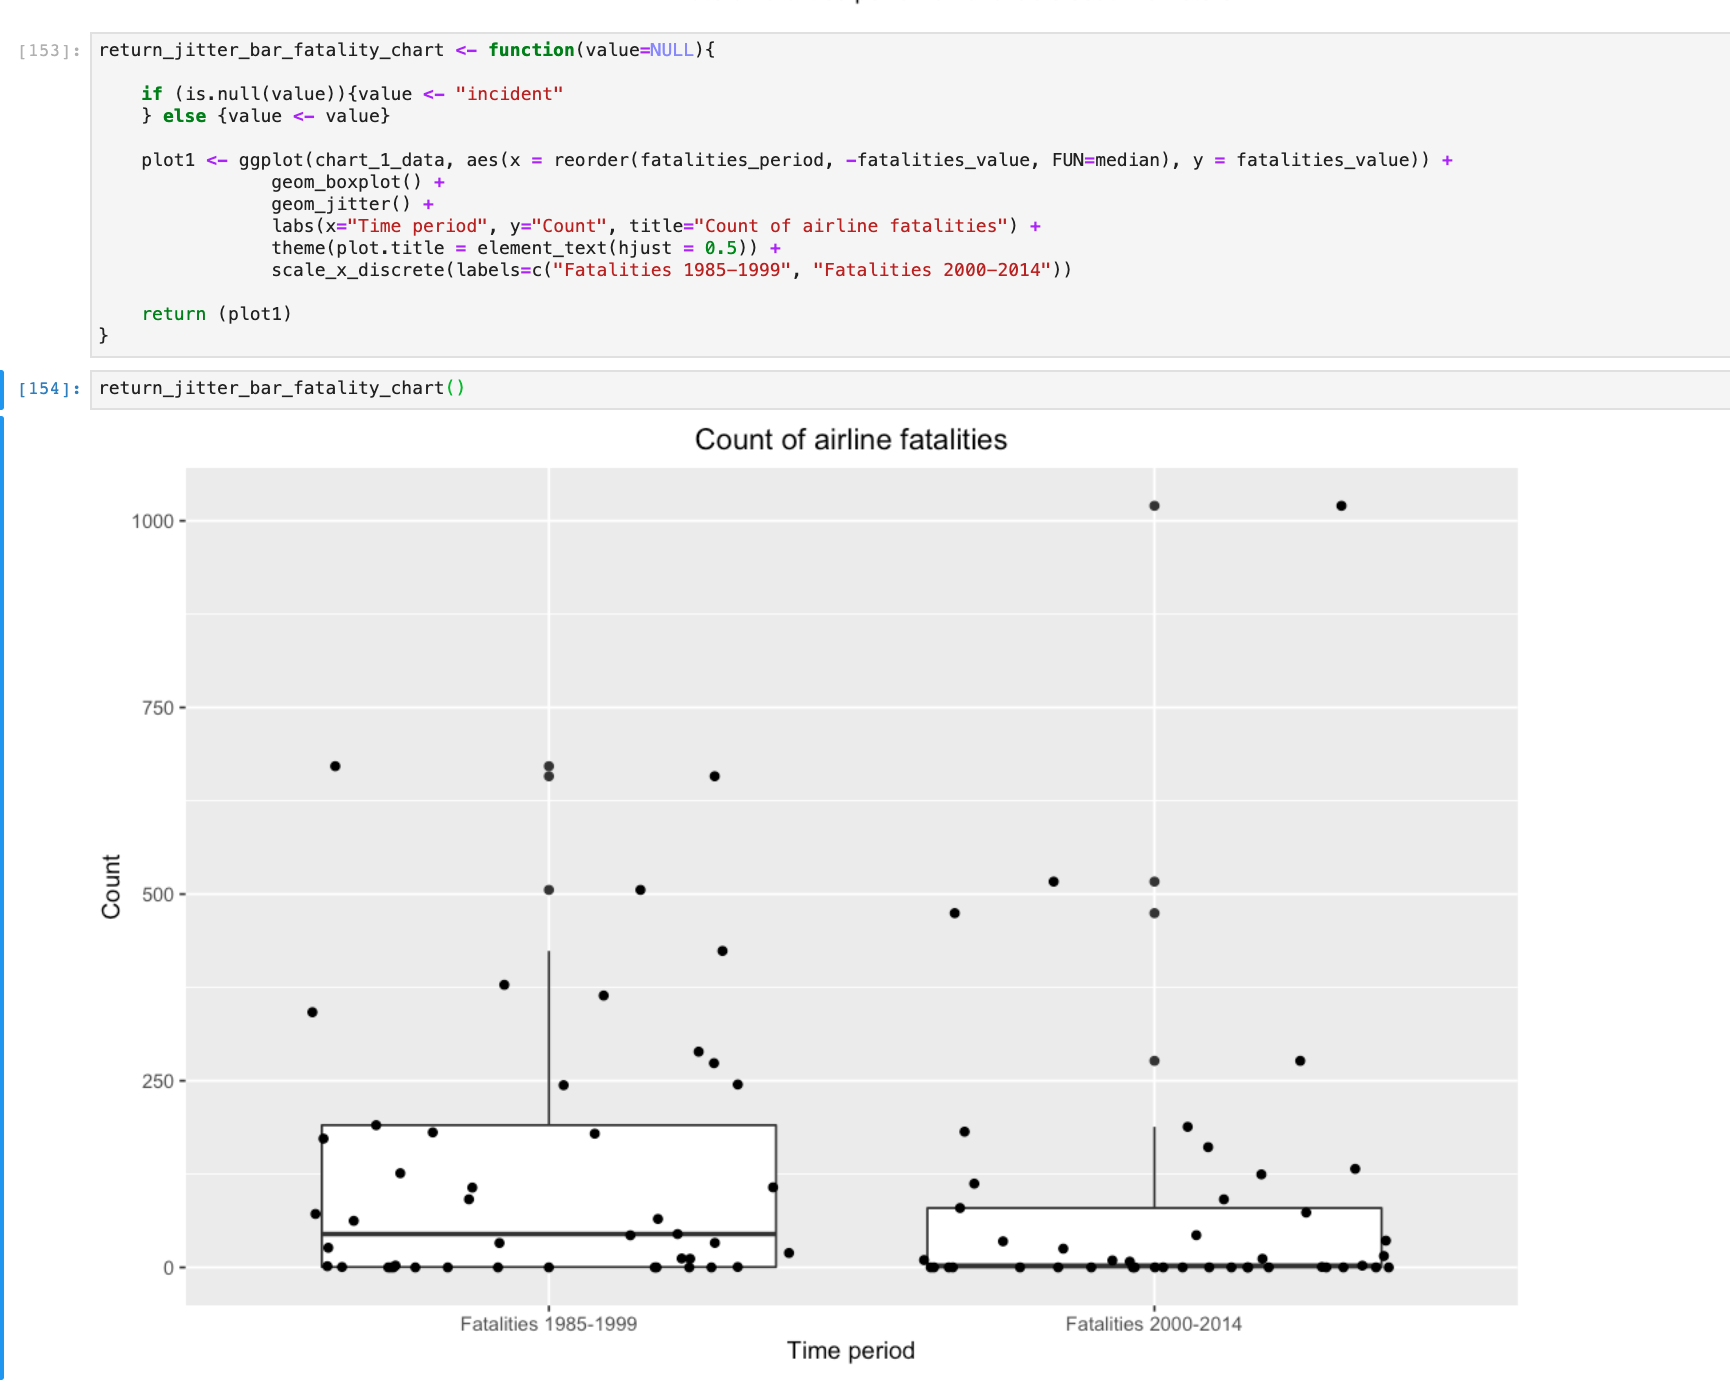 [153]: return_jitter_bar_fatality_chart <- function(value=NULL){
if (is.null(value)){value <- "incident"
} else {value <- value}
plot1 <- ggplot(chart_1_data, aes(x = reorder(fatalities_period, -fatalities_value, FUN=median), y = fatalities_value)) +
geom_boxplot() +
geom_jitter() +
labs(x="Time period", y="Count", title="Count of airline fatalities") +
theme(plot.title = element_text(hjust = 0.5)) +
scale_x_discrete(labels=c("Fatalities 1985-1999", "Fatalities 2000-2014"))
return (plot1)
}
[154]: return_jitter_bar_fatality_chart()
Count of airline fatalities
1000
750
500
250
0
Count
Fatalities 1985-1999 Fatalities 2000-2014
Time period